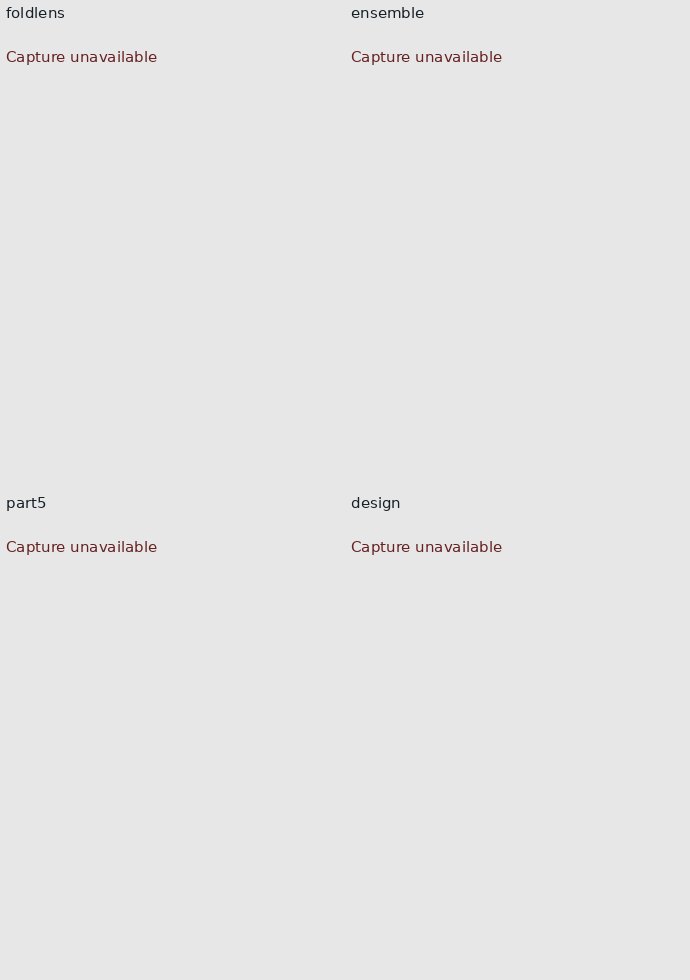 foldlens
Capture unavailable
ensemble
Capture unavailable
part5
Capture unavailable
design
Capture unavailable